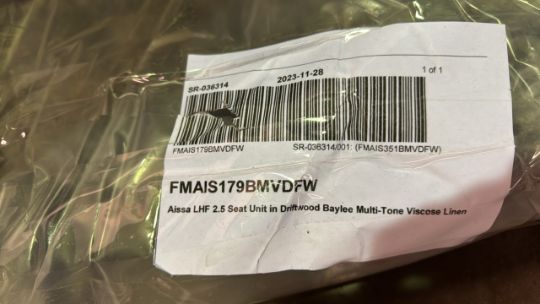 SR-036314 2023-11-28 1 of 1
FMAIS179BMVDFW SR-036314/001: (FMAIS351BMVDFW)
FMAIS179BMVDFW
Aissa LHF 2.5 Seat Unit in Driftwood Baylee Multi-Tone Viscose Linen